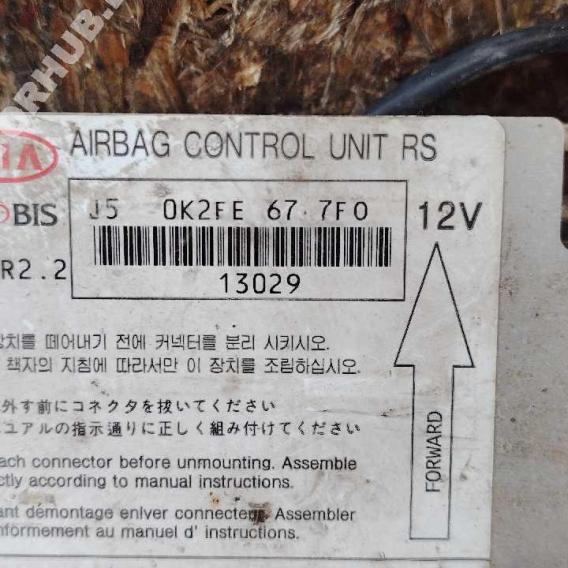 AIRBAG CONTROL UNIT RS
BIS
J5 0K2FE 67 7F0
12V
R2.2
13029
장치를 떼어내기 전에 커넥터를 분리 시키시오.
책자의 지침에 따라서만 이 장치를 조립하십시오.
外す前にコネクタを抜いてください
ュアルの指示通りに正しく組み付けてください
ach connector before unmounting. Assemble
ctly according to manual instructions.
ant démontage enlver connecteur. Assembler
nformement au manuel d' instructions.
FORWARD